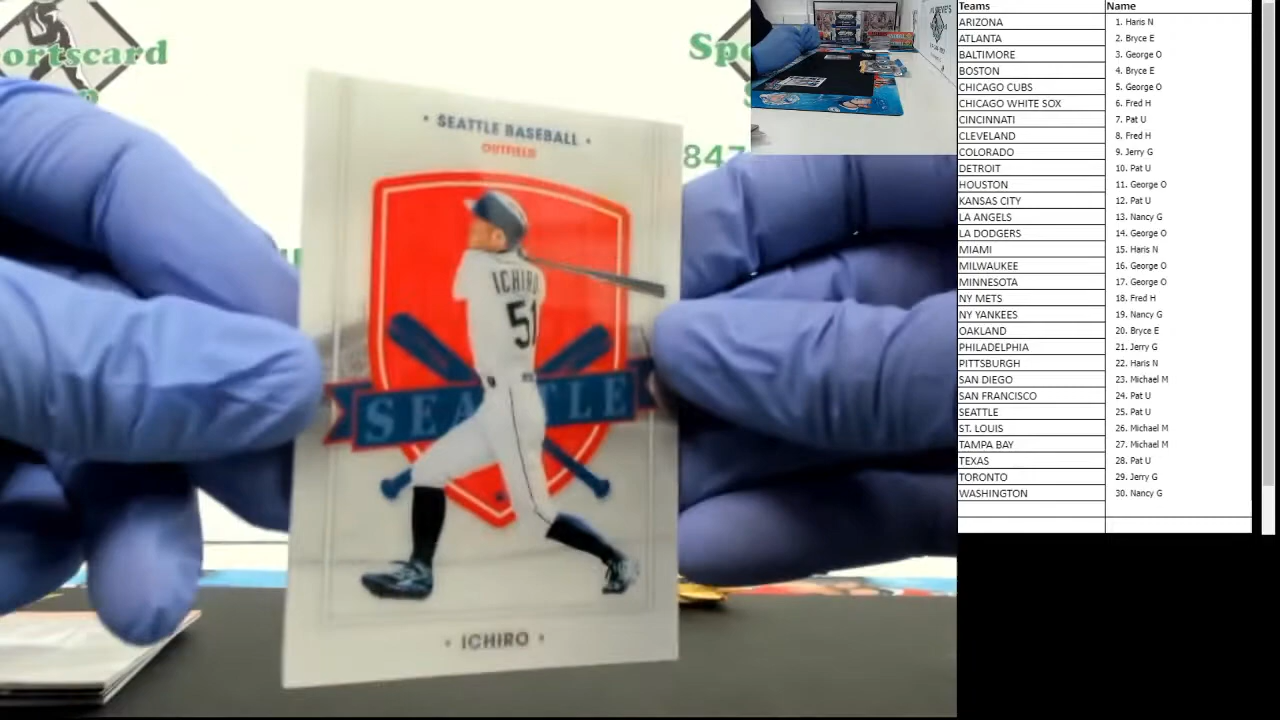 Sportscard
Sp
847
• SEATTLE BASEBALL •
OUTFIELD
ICHIRO
51
SEATTLE
• ICHIRO •
Teams Name
ARIZONA 1. Haris N
ATLANTA 2. Bryce E
BALTIMORE 3. George O
BOSTON 4. Bryce E
CHICAGO CUBS 5. George O
CHICAGO WHITE SOX 6. Fred H
CINCINNATI 7. Pat U
CLEVELAND 8. Fred H
COLORADO 9. Jerry G
DETROIT 10. Pat U
HOUSTON 11. George O
KANSAS CITY 12. Pat U
LA ANGELS 13. Nancy G
LA DODGERS 14. George O
MIAMI 15. Haris N
MILWAUKEE 16. George O
MINNESOTA 17. George O
NY METS 18. Fred H
NY YANKEES 19. Nancy G
OAKLAND 20. Bryce E
PHILADELPHIA 21. Jerry G
PITTSBURGH 22. Haris N
SAN DIEGO 23. Michael M
SAN FRANCISCO 24. Pat U
SEATTLE 25. Pat U
ST. LOUIS 26. Michael M
TAMPA BAY 27. Michael M
TEXAS 28. Pat U
TORONTO 29. Jerry G
WASHINGTON 30. Nancy G